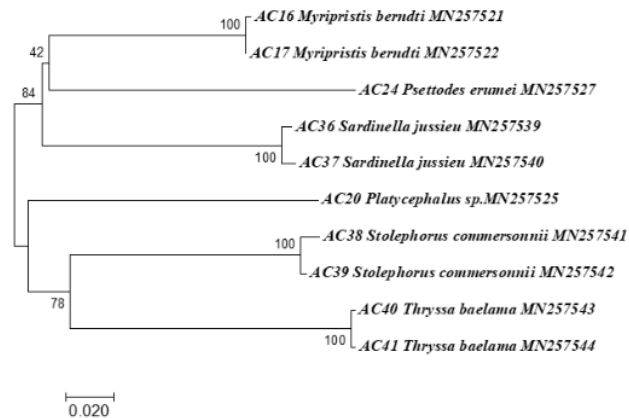 100
AC16 Myripristis berndti MN257521
42
AC17 Myripristis berndti MN257522
84
AC24 Psettodes erumei MN257527
AC36 Sardinella jussieu MN257539
100
AC37 Sardinella jussieu MN257540
AC20 Platycephalus sp.MN257525
100
AC38 Stolephorus commersonnii MN257541
AC39 Stolephorus commersonnii MN257542
78
AC40 Thryssa baelama MN257543
100
AC41 Thryssa baelama MN257544
0.020